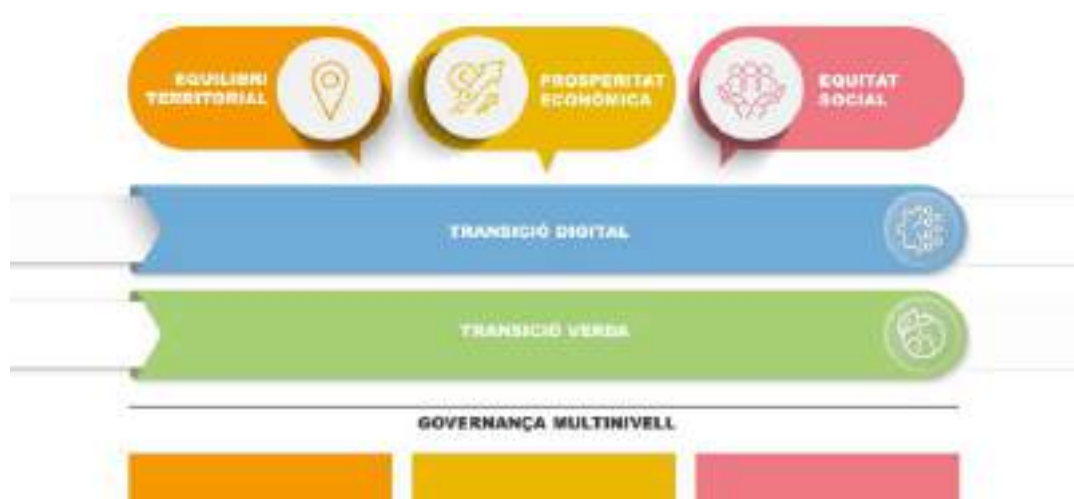 EQUILIBRI
TERRITORIAL
PROSPERITAT
ECONÒMICA
EQUITAT
SOCIAL
TRANSICIÓ DIGITAL
TRANSICIÓ VERDA
GOVERNANÇA MULTINIVELL